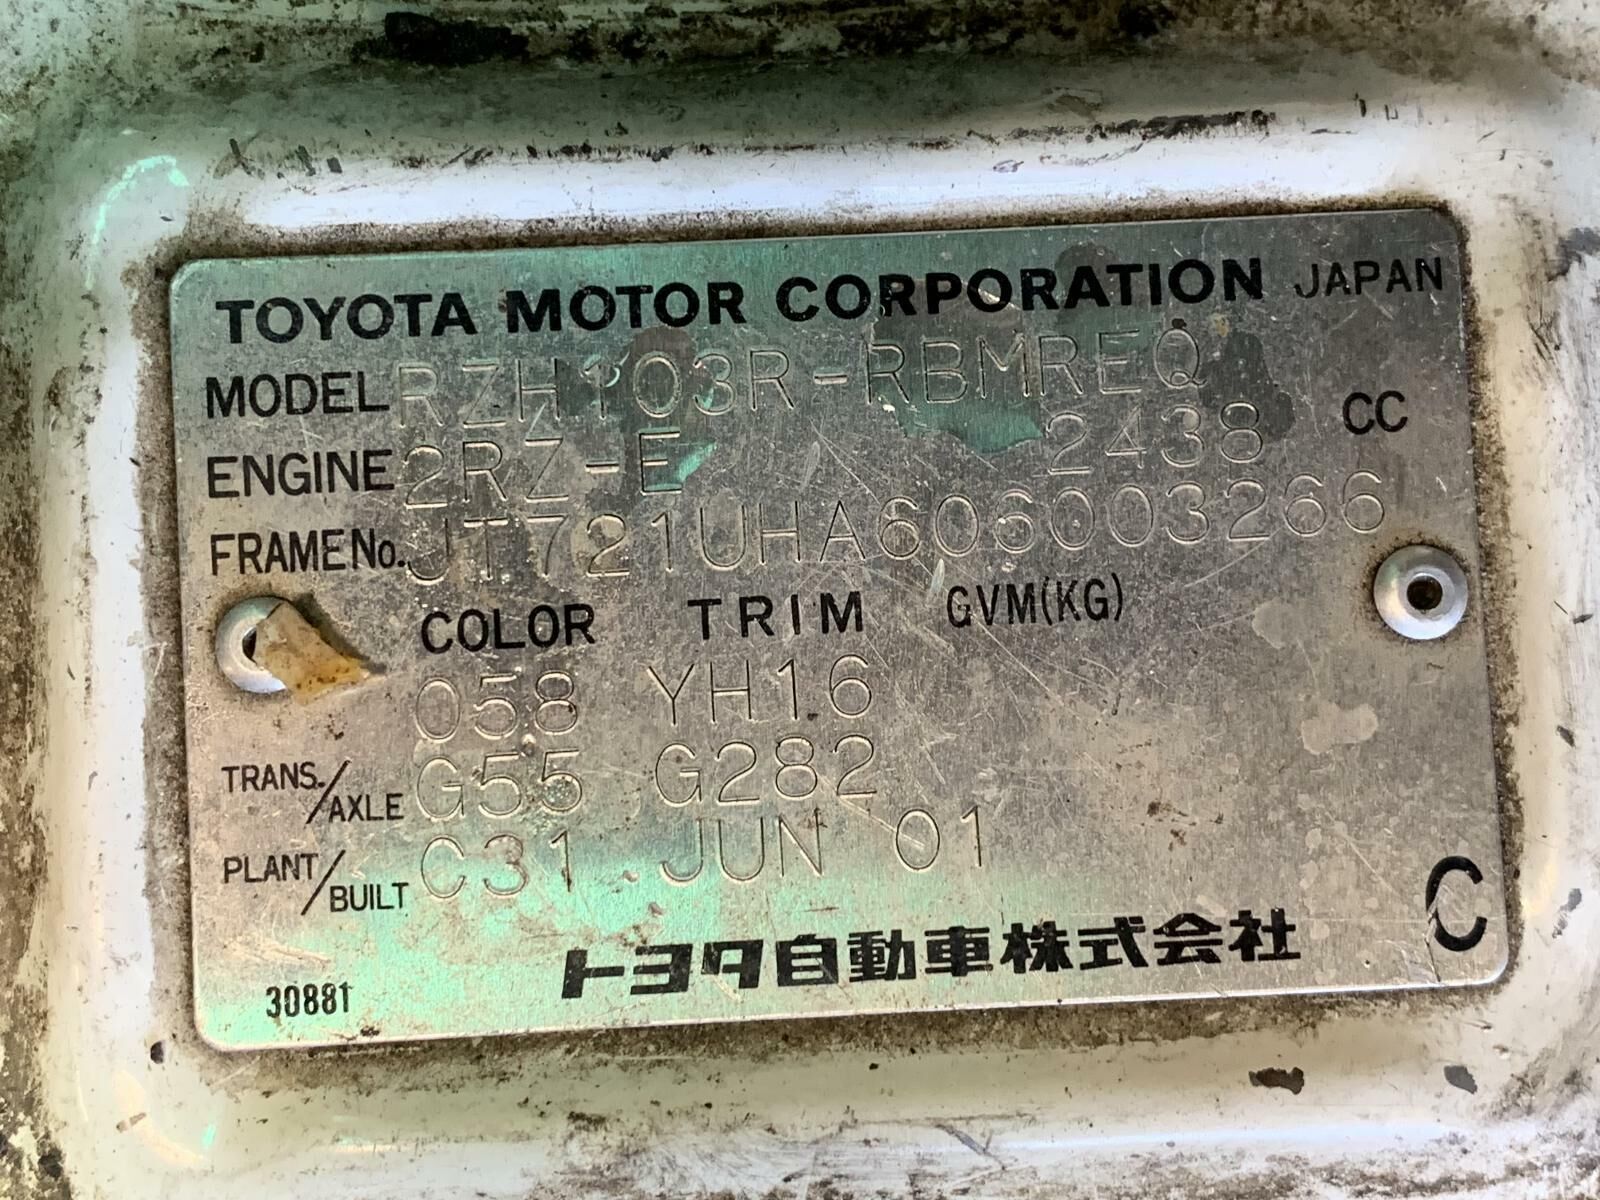 TOYOTA MOTOR CORPORATION JAPAN
MODEL RZH103R-RBMREQ
ENGINE 2RZ-E 2438 CC
FRAME No. JT721UHA606003266
COLOR TRIM GVM(KG)
058 YH16
TRANS./AXLE G55 G282
PLANT/BUILT C31 JUN 01
C
トヨタ自動車株式会社
30881